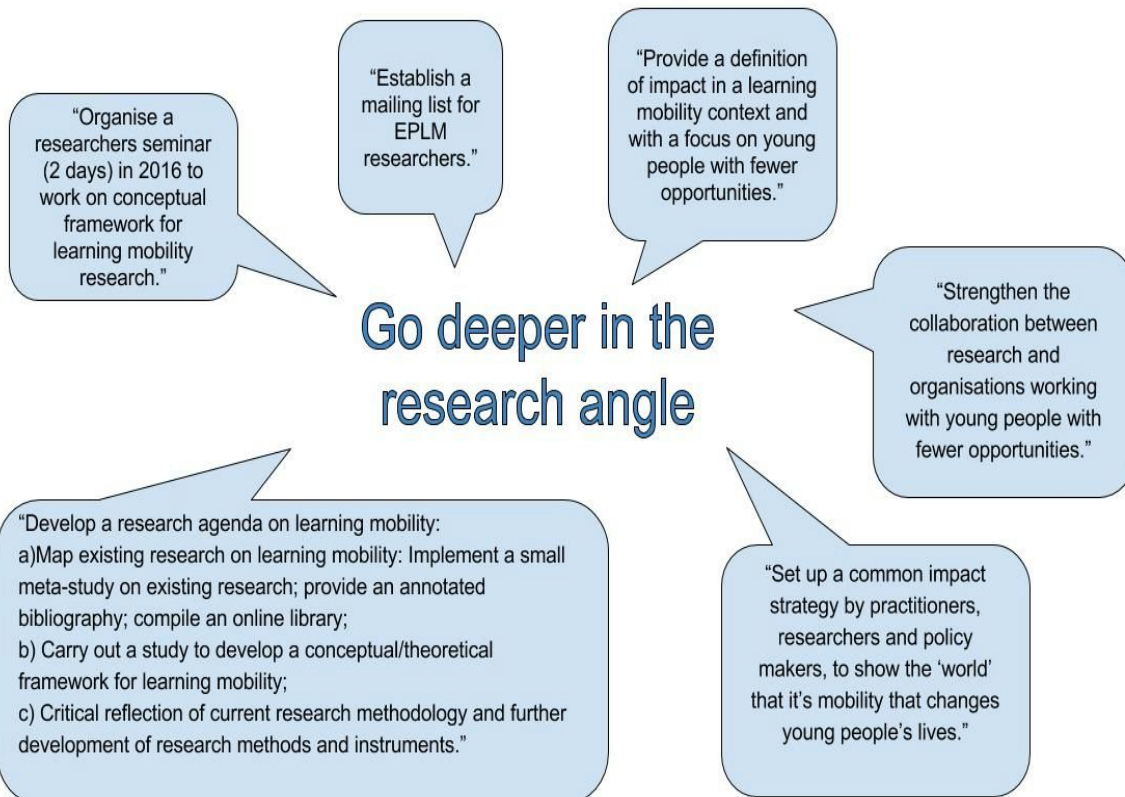 “Organise a
researchers seminar
(2 days) in 2016 to
work on conceptual
framework for
learning mobility
research.”
“Establish a
mailing list for
EPLM
researchers.”
“Provide a definition
of impact in a learning
mobility context and
with a focus on young
people with fewer
opportunities.”
Go deeper in the
research angle
“Strengthen the
collaboration between
research and
organisations working
with young people with
fewer opportunities.”
“Develop a research agenda on learning mobility:
a)Map existing research on learning mobility: Implement a small
meta-study on existing research; provide an annotated
bibliography; compile an online library;
b) Carry out a study to develop a conceptual/theoretical
framework for learning mobility;
c) Critical reflection of current research methodology and further
development of research methods and instruments.”
“Set up a common impact
strategy by practitioners,
researchers and policy
makers, to show the ‘world’
that it’s mobility that changes
young people’s lives.”